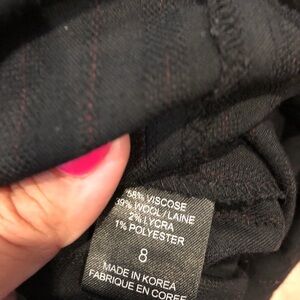 58% VISCOSE
39% WOOL / LAINE
2% LYCRA
1% POLYESTER
8
MADE IN KOREA
FABRIQUE EN COREE